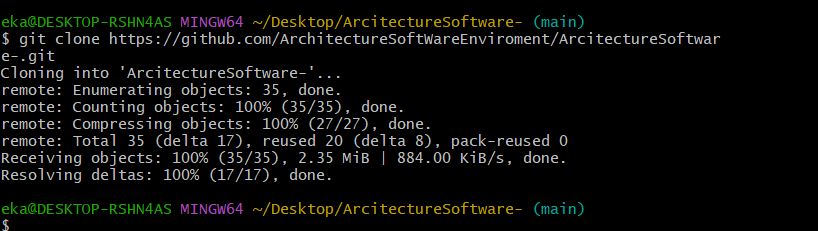 eka@DESKTOP-RSHN4AS MINGW64 ~/Desktop/ArcitectureSoftware- (main)
$ git clone https://github.com/ArchitectureSoftWareEnviroment/ArcitectureSoftwar
e-.git
Cloning into 'ArcitectureSoftware-'...
remote: Enumerating objects: 35, done.
remote: Counting objects: 100% (35/35), done.
remote: Compressing objects: 100% (27/27), done.
remote: Total 35 (delta 17), reused 20 (delta 8), pack-reused 0
Receiving objects: 100% (35/35), 2.35 MiB | 884.00 KiB/s, done.
Resolving deltas: 100% (17/17), done.
eka@DESKTOP-RSHN4AS MINGW64 ~/Desktop/ArcitectureSoftware- (main)
$